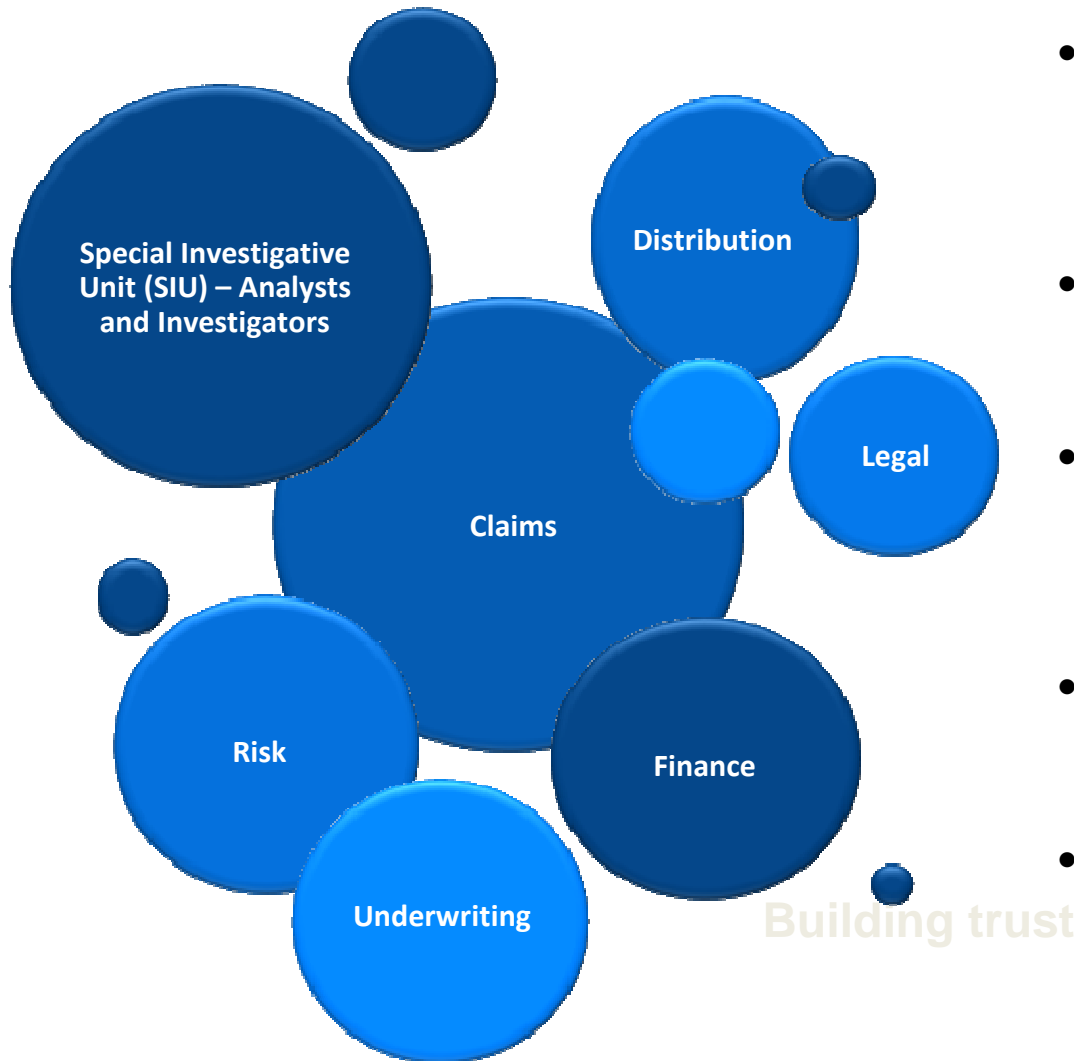 Special Investigative
Unit (SIU) – Analysts
and Investigators
Distribution
Legal
Claims
Risk
Finance
Underwriting
Building trust
•
•
•
•
•